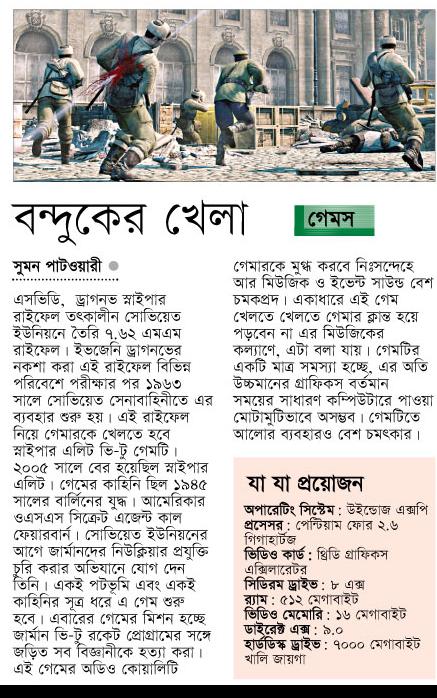 বন্দুকের খেলা
গেমস
সুমন পাটওয়ারী
এসভিডি, ড্রাগনভ স্নাইপার
রাইফেল তৎকালীন সোভিয়েত
ইউনিয়নে তৈরি ৭.৬২ এমএম
রাইফেল। ইভজেনি ড্রাগনভের
নকশা করা এই রাইফেল বিভিন্ন
পরিবেশে পরীক্ষার পর ১৯৬৩
সালে সোভিয়েত সেনাবাহিনীতে এর
ব্যবহার শুরু হয়। এই রাইফেল
নিয়ে গেমারকে খেলতে হবে
স্নাইপার এলিট ভি-টু গেমটি।
২০০৫ সালে বের হয়েছিল স্নাইপার
এলিট। গেমের কাহিনি ছিল ১৯৪৫
সালের বার্লিনের যুদ্ধ। আমেরিকার
ওএসএস সিক্রেট এজেন্ট কাল
ফেয়ারবার্ন। সোভিয়েত ইউনিয়নের
আগে জার্মানদের নিউক্লিয়ার প্রযুক্তি
চুরি করার অভিযানে যোগ দেন
তিনি। একই পটভূমি এবং একই
কাহিনির সূত্র ধরে এ গেম শুরু
হবে। এবারের গেমের মিশন হচ্ছে
জার্মান ভি-টু রকেট প্রোগ্রামের সঙ্গে
জড়িত সব বিজ্ঞানীকে হত্যা করা।
এই গেমের অডিও কোয়ালিটি
গেমারকে মুগ্ধ করবে নিঃসন্দেহে
আর মিউজিক ও ইভেন্ট সাউন্ড বেশ
চমকপ্রদ। একাধারে এই গেম
খেলতে খেলতে গেমার ক্লান্ত হয়ে
পড়বেন না এর মিউজিকের
কল্যাণে, এটা বলা যায়। গেমটির
একটি মাত্র সমস্যা হচ্ছে, এর অতি
উচ্চমানের গ্রাফিকস বর্তমান
সময়ের সাধারণ কম্পিউটারে পাওয়া
মোটামুটিভাবে অসম্ভব। গেমটিতে
আলোর ব্যবহারও বেশ চমৎকার।
যা যা প্রয়োজন
অপারেটিং সিস্টেম : উইন্ডোজ এক্সপি
প্রসেসর : পেন্টিয়াম ফোর ২.৬
গিগাহার্টজ
ভিডিও কার্ড : থ্রিডি গ্রাফিকস
এক্সিলারেটর
সিডিরম ড্রাইভ : ৮ এক্স
র‍্যাম : ৫১২ মেগাবাইট
ভিডিও মেমোরি : ১৬ মেগাবাইট
ডাইরেক্ট এক্স : ৯.০
হার্ডডিস্ক ড্রাইভ : ৭০০০ মেগাবাইট
খালি জায়গা